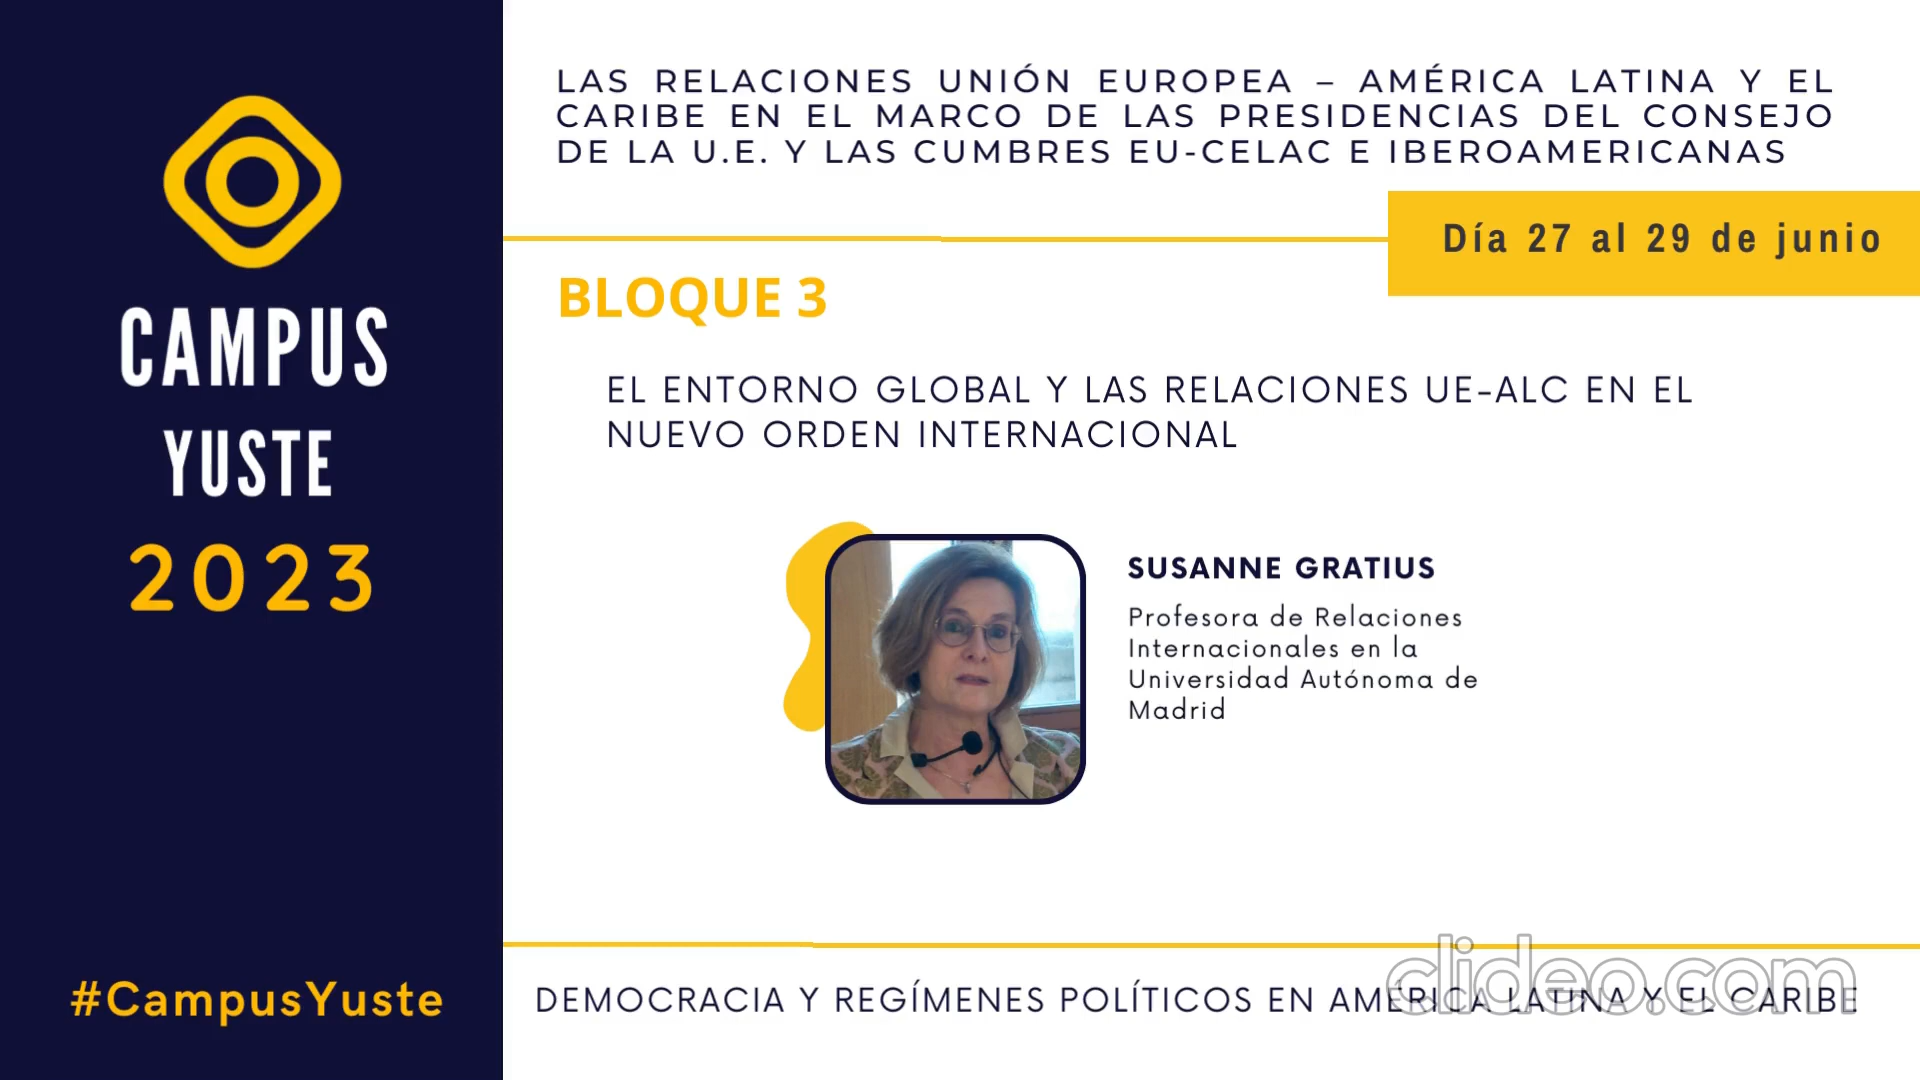 CAMPUS
YUSTE
2023
#CampusYuste
LAS RELACIONES UNIÓN EUROPEA – AMÉRICA LATINA Y EL
CARIBE EN EL MARCO DE LAS PRESIDENCIAS DEL CONSEJO
DE LA U.E. Y LAS CUMBRES EU-CELAC E IBEROAMERICANAS
Día 27 al 29 de junio
BLOQUE 3
EL ENTORNO GLOBAL Y LAS RELACIONES UE-ALC EN EL
NUEVO ORDEN INTERNACIONAL
SUSANNE GRATIUS
Profesora de Relaciones
Internacionales en la
Universidad Autónoma de
Madrid
DEMOCRACIA Y REGÍMENES POLÍTICOS EN AMÉRICA LATINA Y EL CARIBE
clideo.com